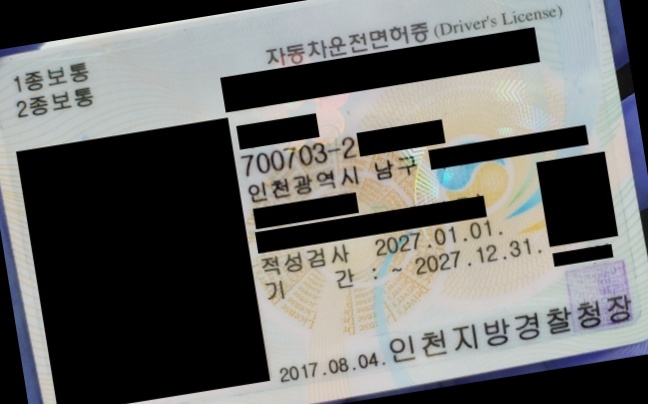 자동차운전면허증 (Driver's License)
1종보통
2종보통
700703-2
인천광역시 남구
적성검사 2027.01.01.
기 간 : ~ 2027.12.31.
2017.08.04. 인천지방경찰청장